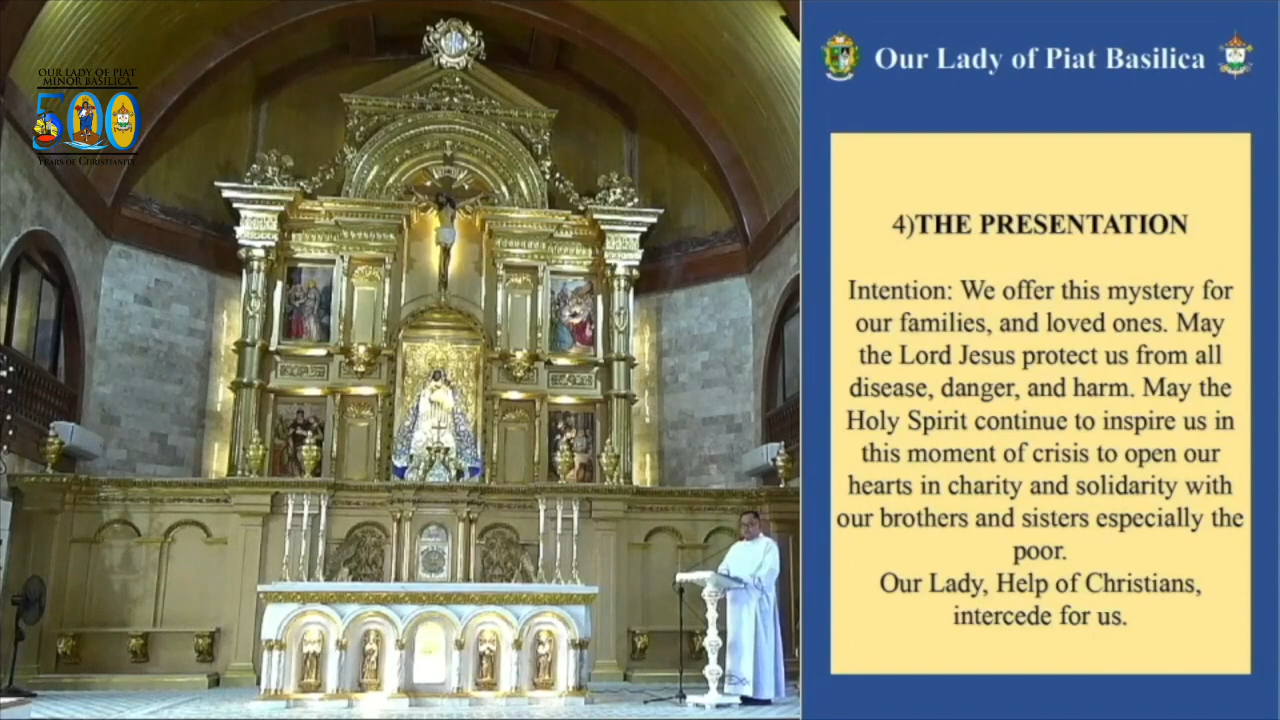 OUR LADY OF PIAT
MINOR BASILICA
500
YEARS OF CHRISTIANITY
Our Lady of Piat Basilica
4)THE PRESENTATION
Intention: We offer this mystery for
our families, and loved ones. May
the Lord Jesus protect us from all
disease, danger, and harm. May the
Holy Spirit continue to inspire us in
this moment of crisis to open our
hearts in charity and solidarity with
our brothers and sisters especially the
poor.
Our Lady, Help of Christians,
intercede for us.